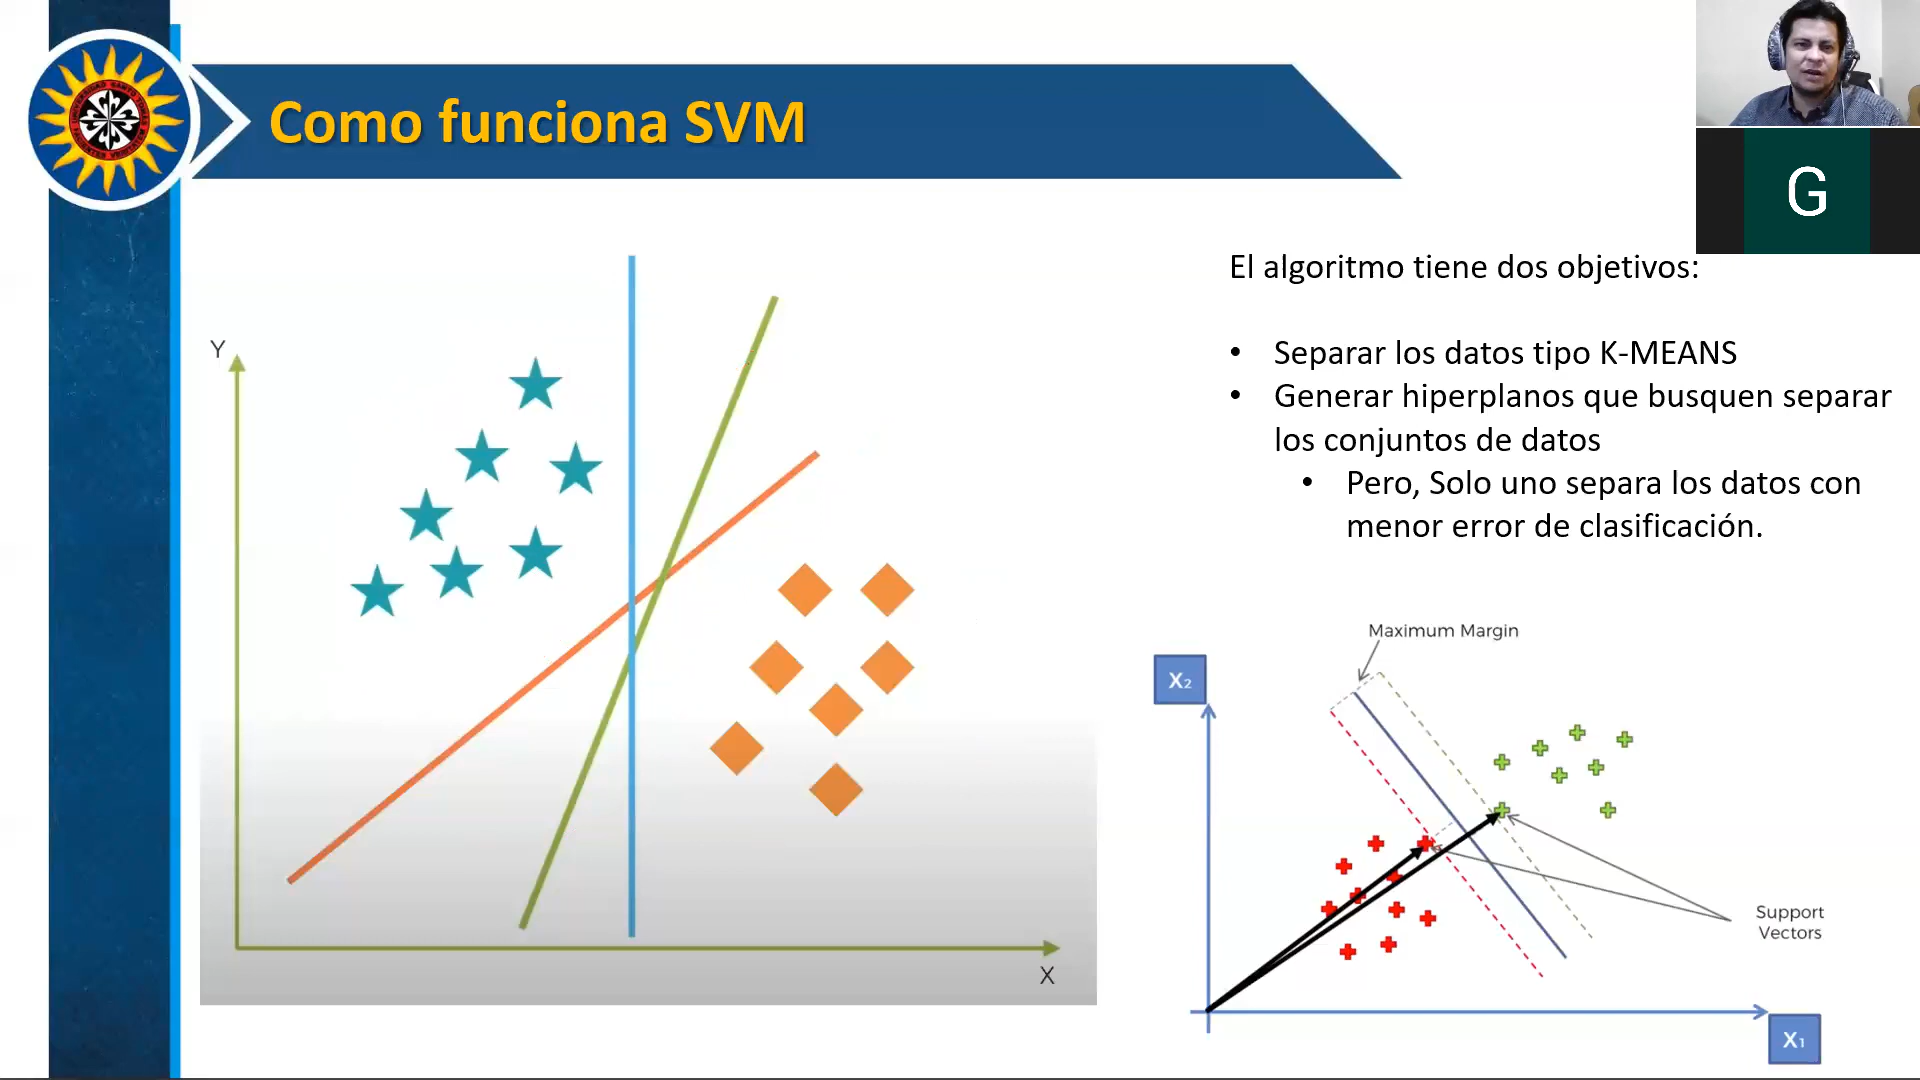 Como funciona SVM
G
El algoritmo tiene dos objetivos:
• Separar los datos tipo K-MEANS
• Generar hiperplanos que busquen separar
los conjuntos de datos
• Pero, Solo uno separa los datos con
menor error de clasificación.
Y
X
Maximum Margin
X₂
Support
Vectors
X₁